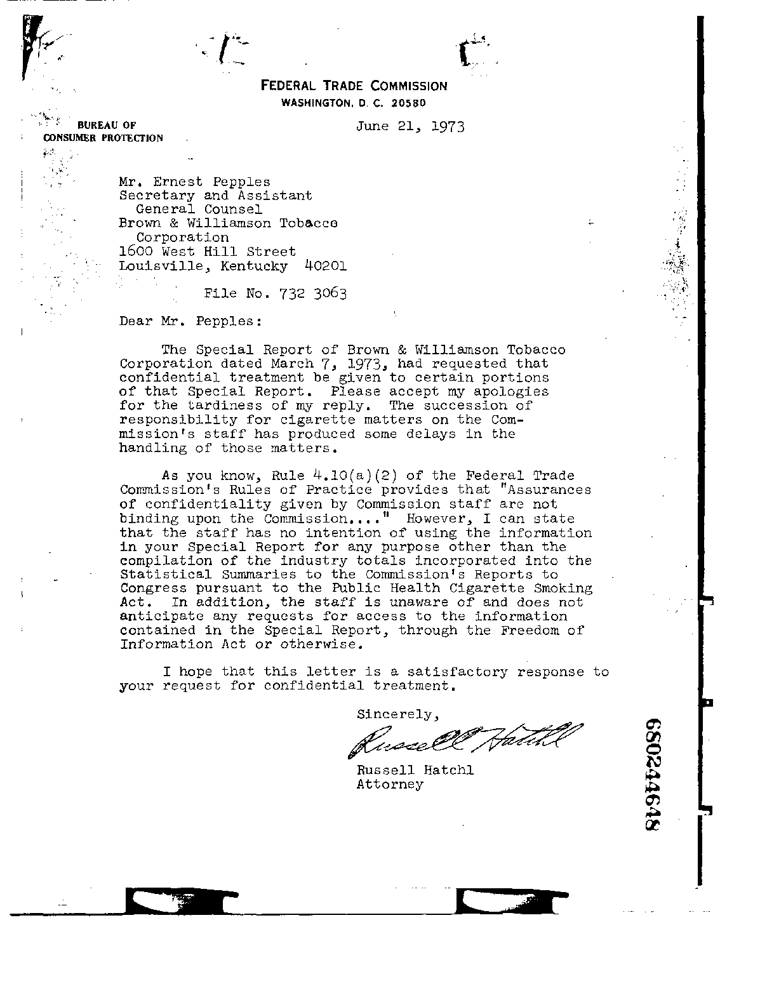 FEDERAL TRADE COMMISSION
WASHINGTON, D. C. 20580
BUREAU OF
CONSUMER PROTECTION
June 21, 1973
Mr. Ernest Pepples
Secretary and Assistant
General Counsel
Brown & Williamson Tobacco
Corporation
1600 West Hill Street
Louisville, Kentucky 40201
File No. 732 3063
Dear Mr. Pepples:
The Special Report of Brown & Williamson Tobacco
Corporation dated March 7, 1973, had requested that
confidential treatment be given to certain portions
of that Special Report. Please accept my apologies
for the tardiness of my reply. The succession of
responsibility for cigarette matters on the Com-
mission's staff has produced some delays in the
handling of those matters.
As you know, Rule 4.10(a)(2) of the Federal Trade
Commission's Rules of Practice provides that "Assurances
of confidentiality given by Commission staff are not
binding upon the Commission...." However, I can state
that the staff has no intention of using the information
in your Special Report for any purpose other than the
compilation of the industry totals incorporated into the
Statistical Summaries to the Commission's Reports to
Congress pursuant to the Public Health Cigarette Smoking
Act. In addition, the staff is unaware of and does not
anticipate any requests for access to the information
contained in the Special Report, through the Freedom of
Information Act or otherwise.
I hope that this letter is a satisfactory response to
your request for confidential treatment.
Sincerely,
Russell Hatchl
Russell Hatchl
Attorney
680244648